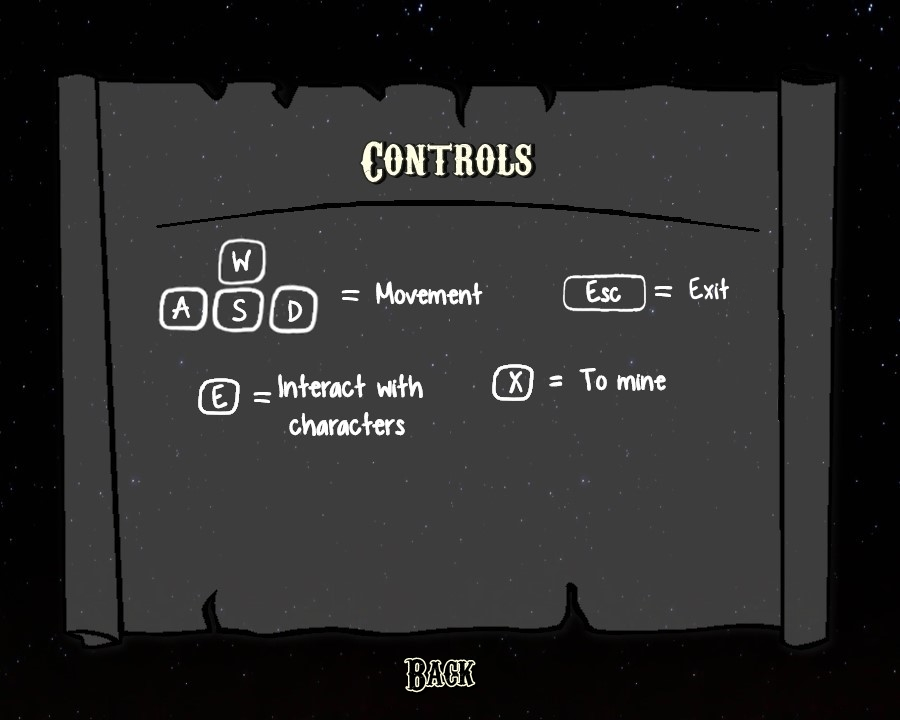 Controls
W
A S D = Movement
Esc = Exit
E = Interact with
characters
X = To mine
Back